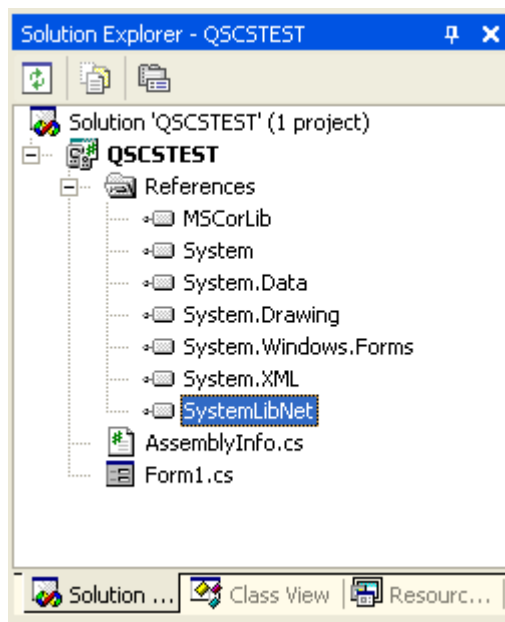 Solution Explorer - QSCSTEST
Solution 'QSCSTEST' (1 project)
QSCSTEST
References
MSCorLib
System
System.Data
System.Drawing
System.Windows.Forms
System.XML
SystemLibNet
AssemblyInfo.cs
Form1.cs
Solution ... Class View Resourc...